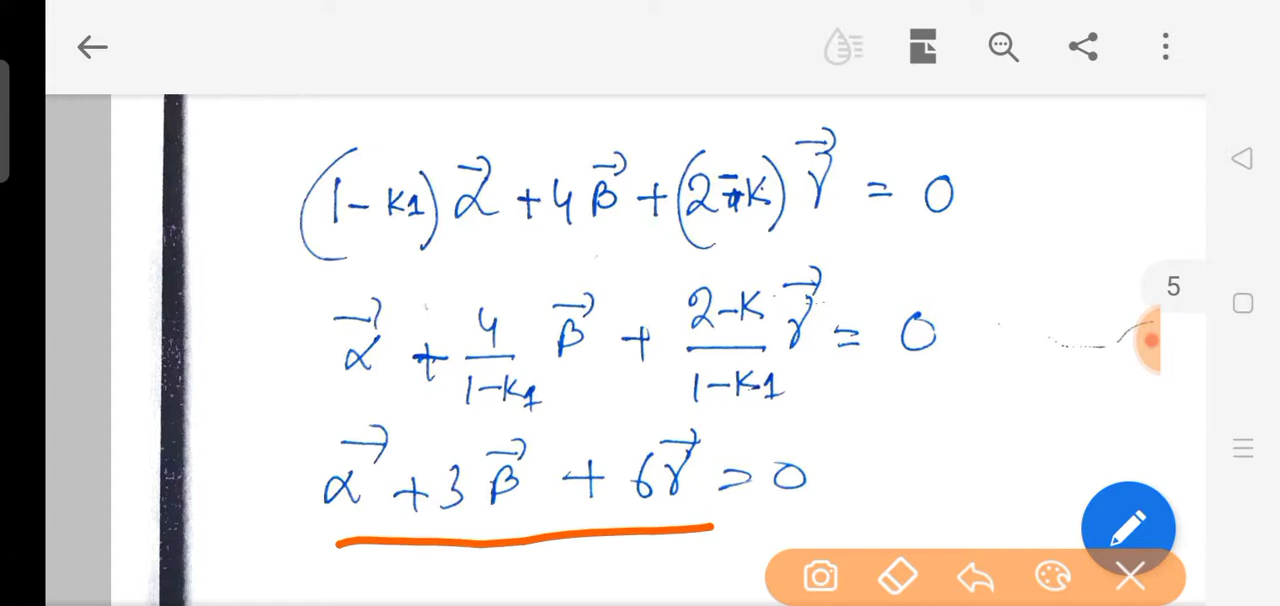 (1-K1) α⃗ + 4 β⃗ + (2-K) γ⃗ = 0
α⃗ + 4/(1-K1) β⃗ + (2-K)/(1-K1) γ⃗ = 0
5
α⃗ + 3 β⃗ + 6 γ⃗ = 0